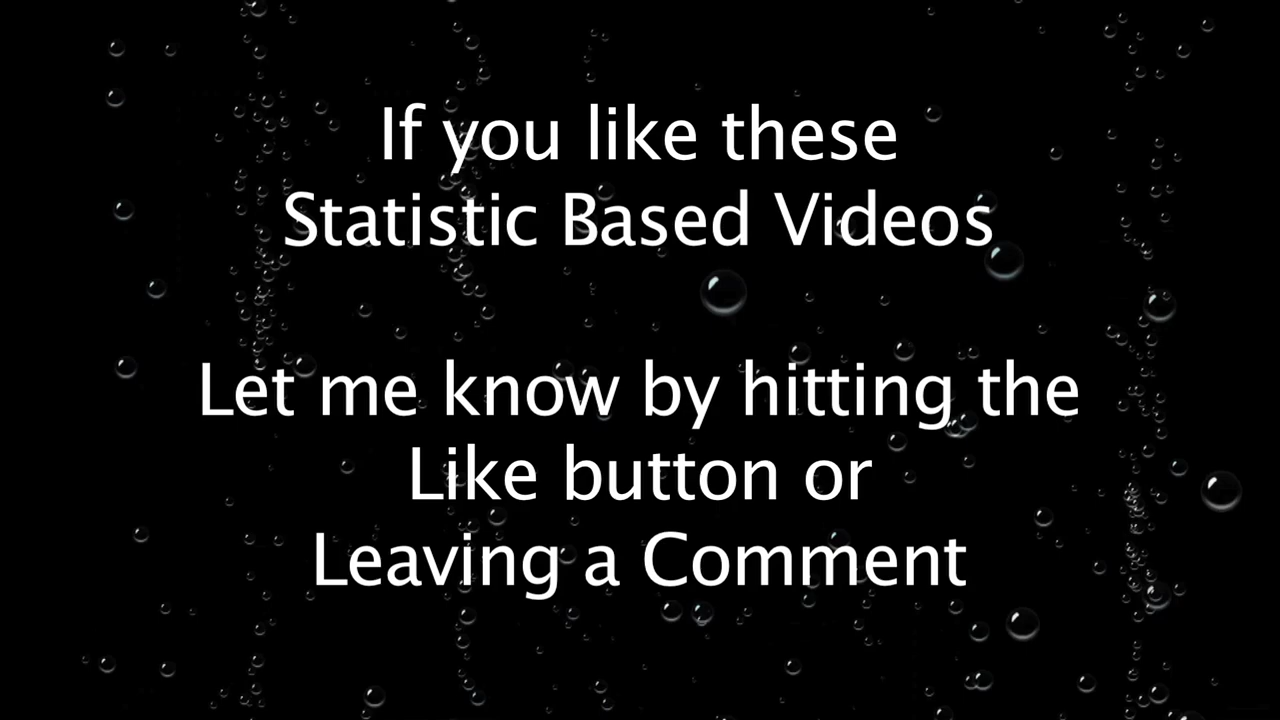 If you like these
Statistic Based Videos
Let me know by hitting the
Like button or
Leaving a Comment